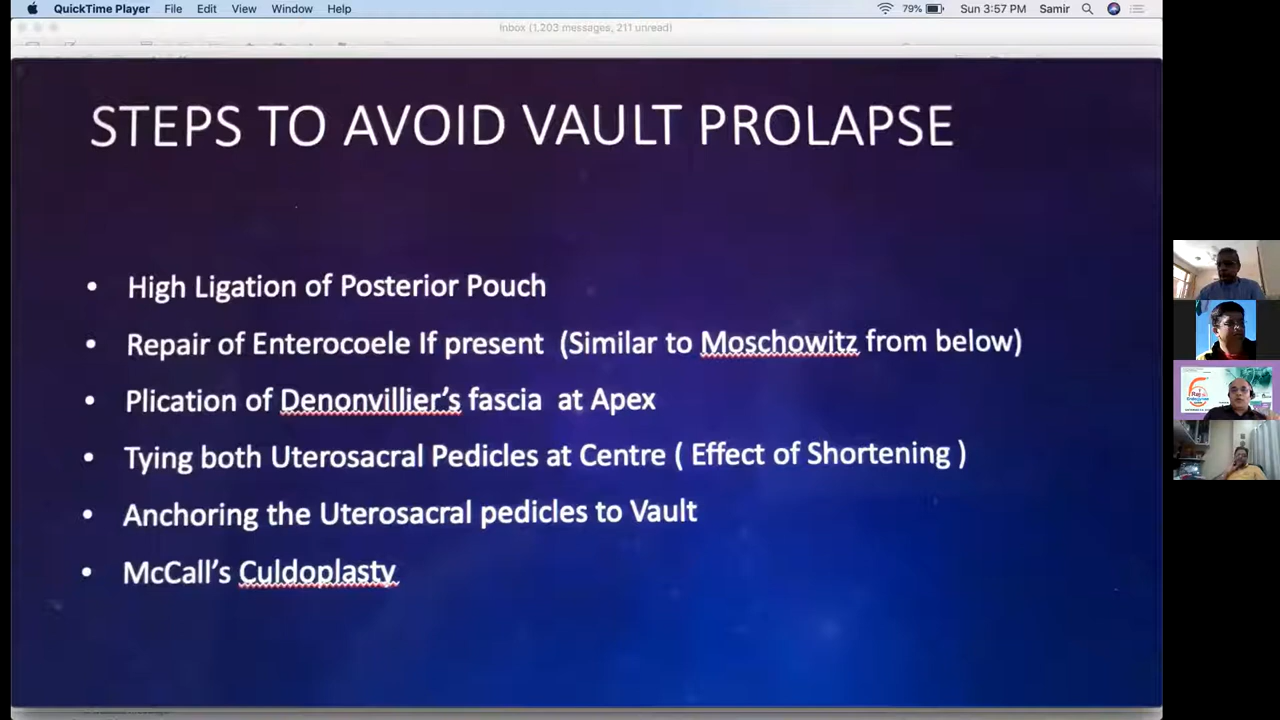 QuickTime Player File Edit View Window Help 79% Sun 3:57 PM Samir
Inbox (1,203 messages, 211 unread)
STEPS TO AVOID VAULT PROLAPSE
• High Ligation of Posterior Pouch
• Repair of Enterocoele If present (Similar to Moschowitz from below)
• Plication of Denonvillier's fascia at Apex
• Tying both Uterosacral Pedicles at Centre ( Effect of Shortening )
• Anchoring the Uterosacral pedicles to Vault
• McCall's Culdoplasty